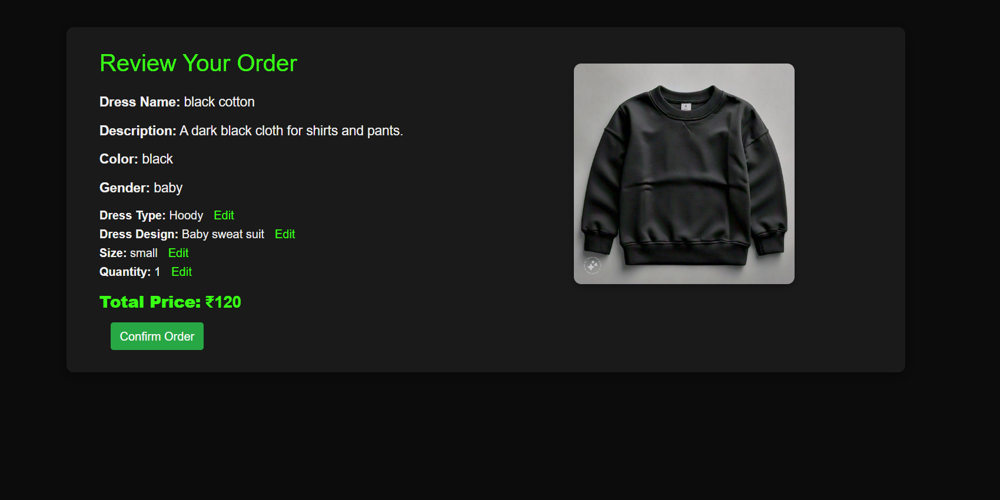 Review Your Order
Dress Name: black cotton
Description: A dark black cloth for shirts and pants.
Color: black
Gender: baby
Dress Type: Hoody Edit
Dress Design: Baby sweat suit Edit
Size: small Edit
Quantity: 1 Edit
Total Price: ₹120
Confirm Order